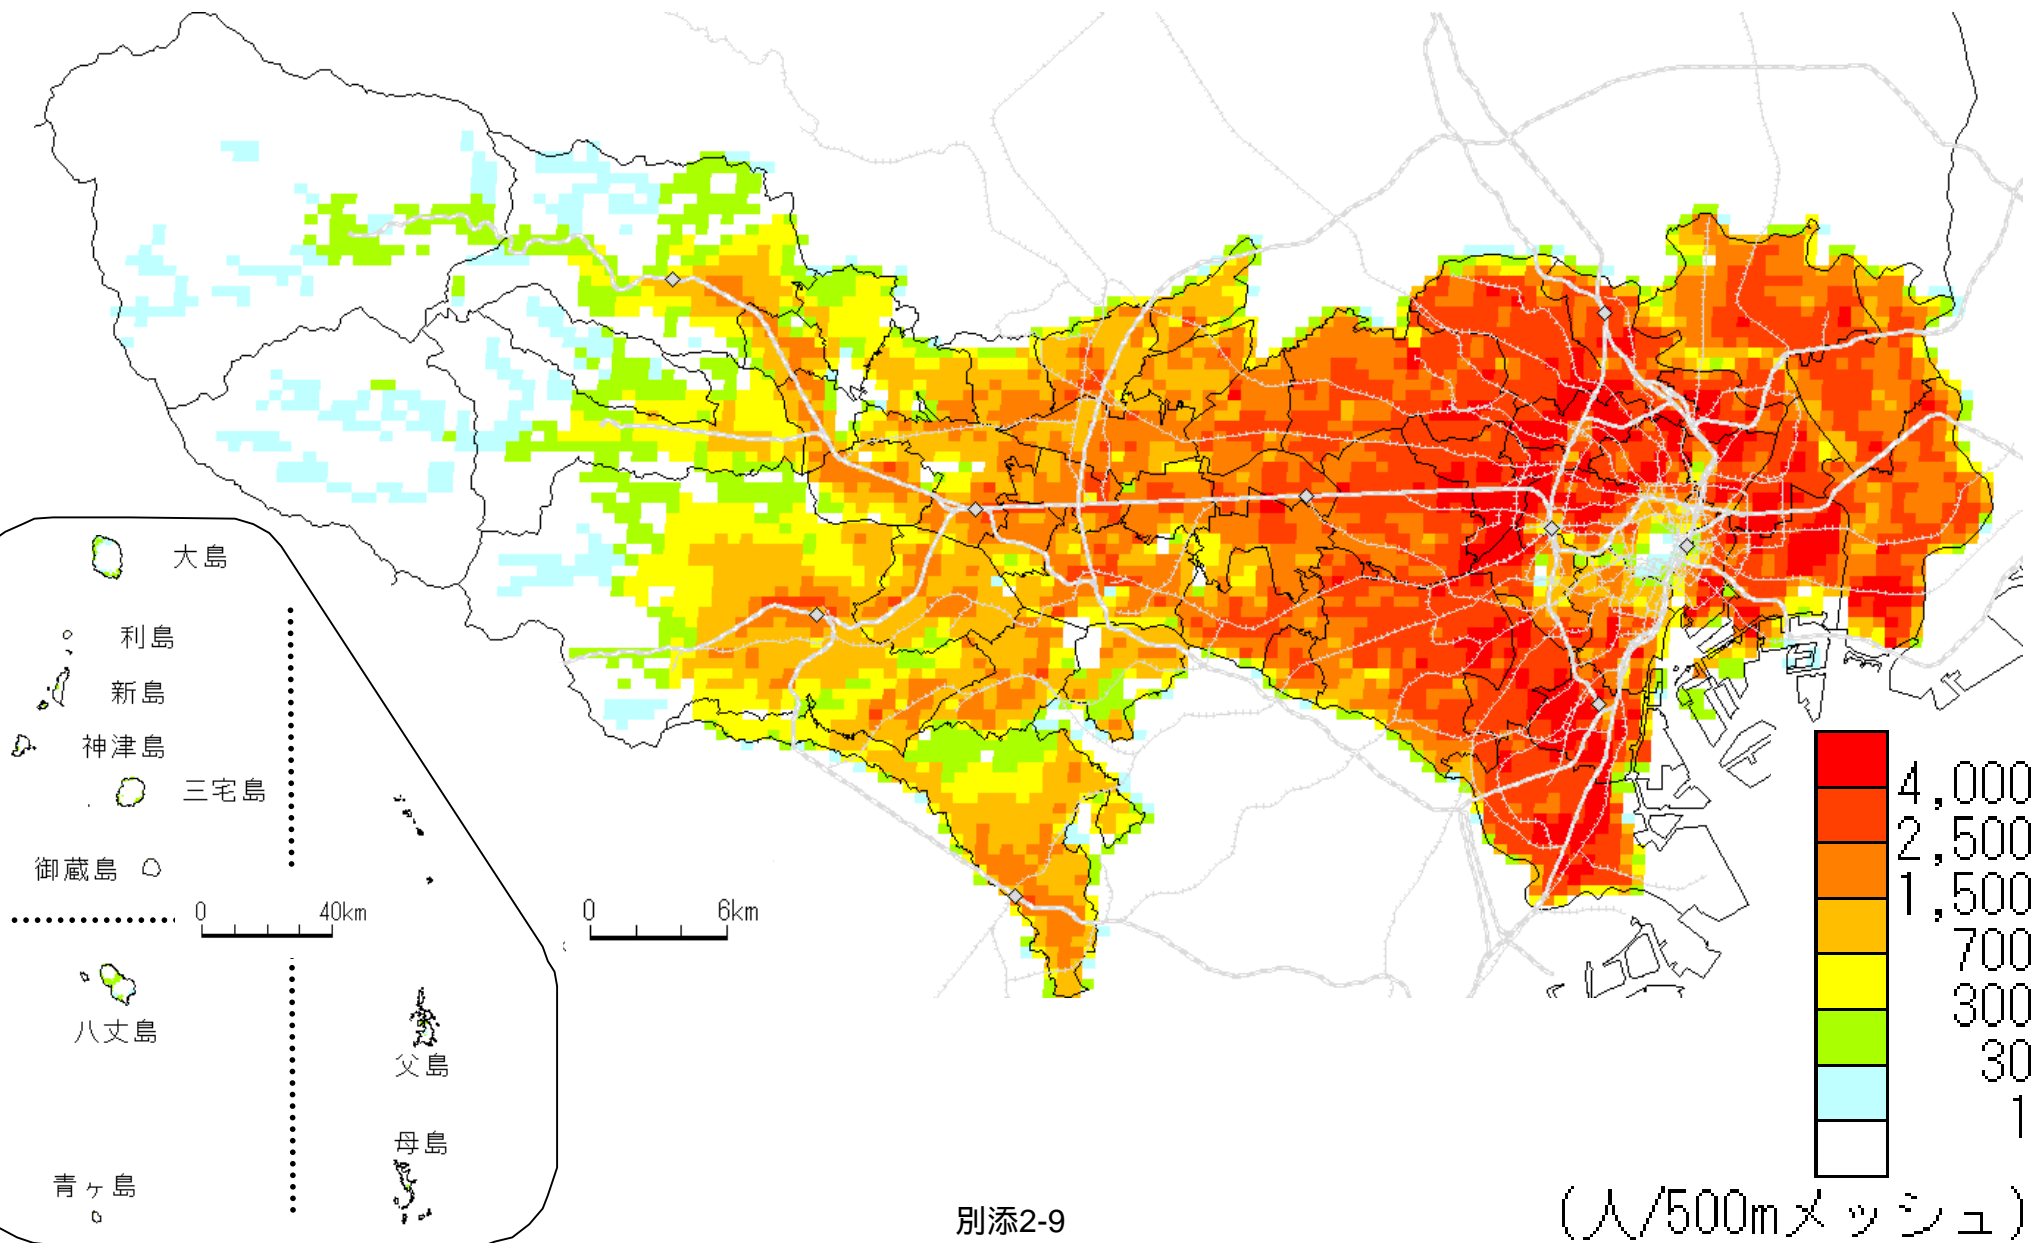 大島
利島
新島
神津島
三宅島
御蔵島
0 40km
0 6km
八丈島
父島
母島
青ヶ島
4,000
2,500
1,500
700
300
30
1
(人/500mメッシュ)
別添2-9